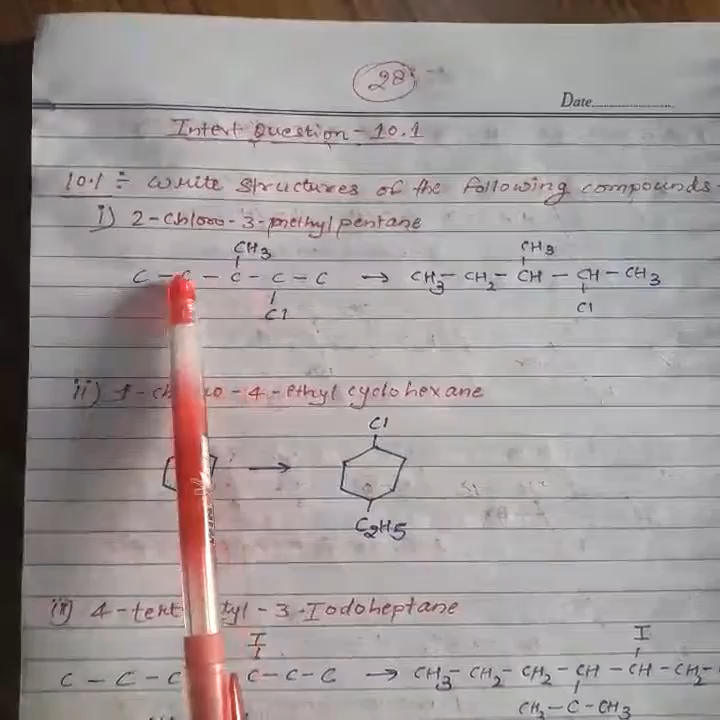 28
Date
Intext Question - 10.1
10.1 ÷ Write structures of the following compounds
i) 2-chloro-3-methyl pentane
CH3 CH3
C - C - C - C - C → CH3 - CH2 - CH - CH - CH3
Cl Cl
ii) 1-ch o-4-ethyl cyclohexane
Cl
→
C2H5
4-tert tyl-3-Iodoheptane
I I
C - C - C C - C - C → CH3 - CH2 - CH2 - CH - CH - CH2 -
CH3 - C - CH3